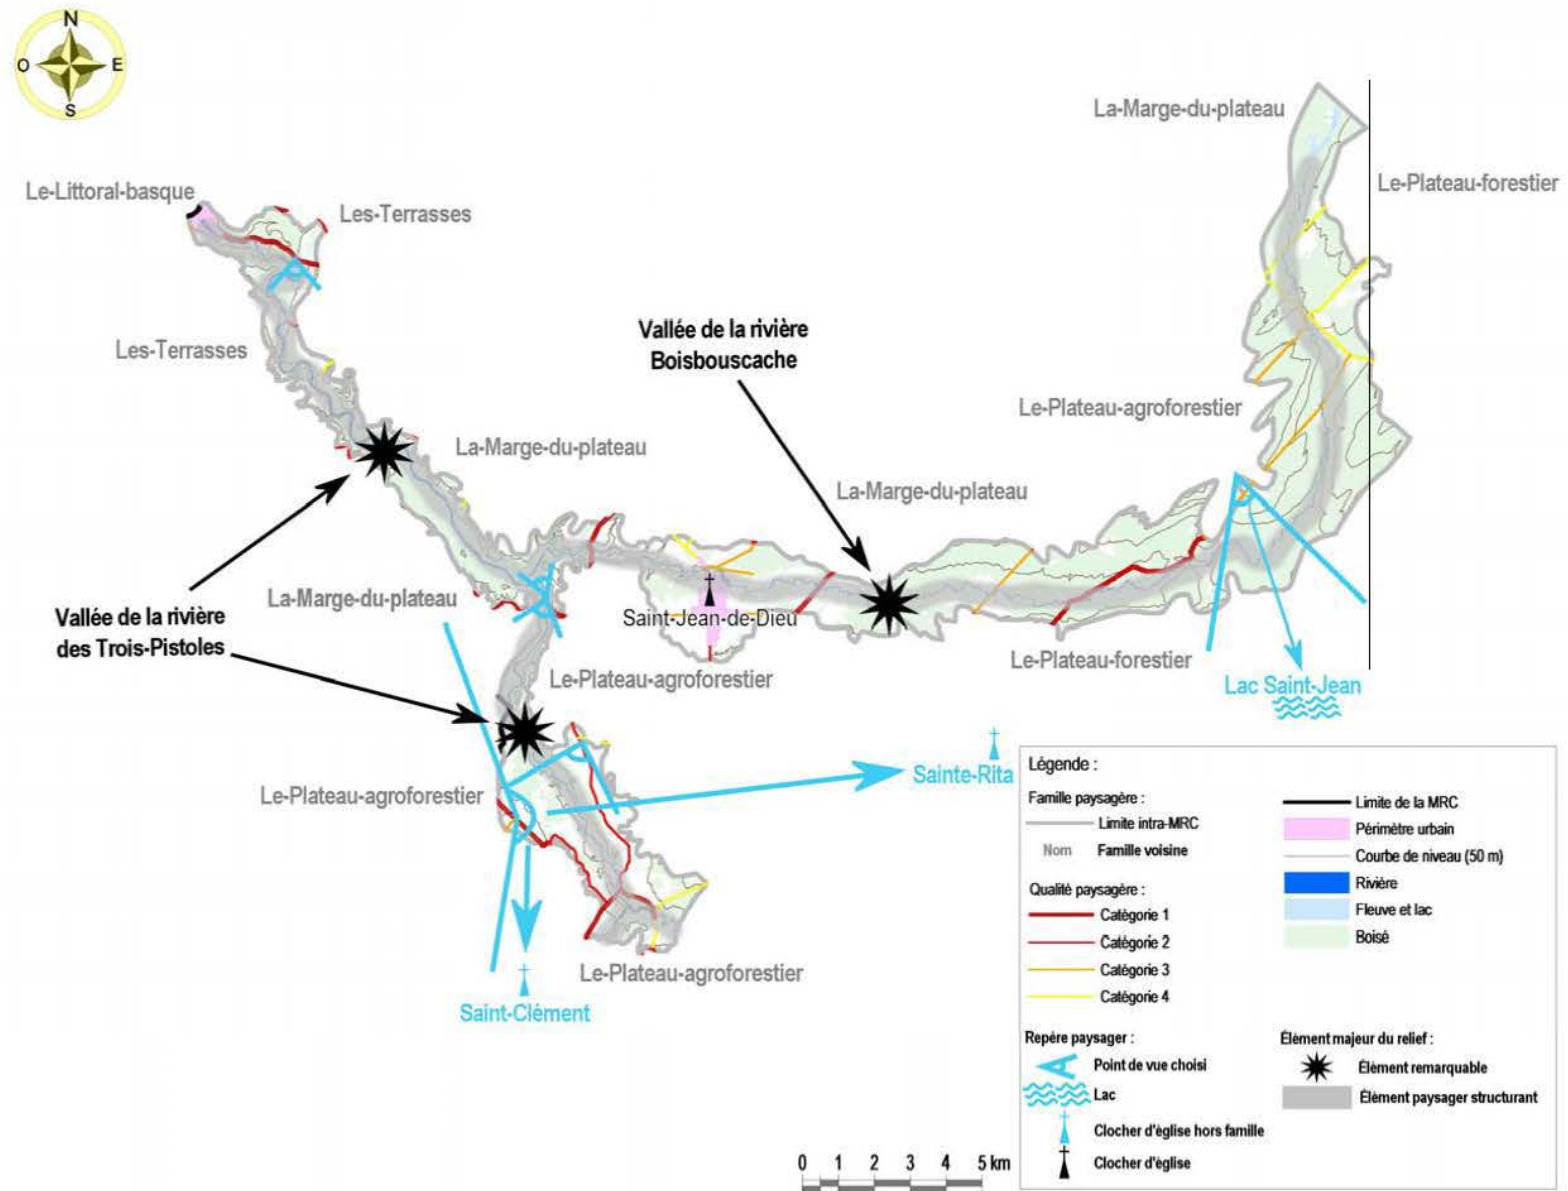 N
O
E
S
La-Marge-du-plateau
Le-Plateau-forestier
Le-Littoral-basque
Les-Terrasses
Vallée de la rivière
Boisbouscache
Les-Terrasses
Le-Plateau-agroforestier
La-Marge-du-plateau
La-Marge-du-plateau
La-Marge-du-plateau
Vallée de la rivière
des Trois-Pistoles
Saint-Jean-de-Dieu
Le-Plateau-agroforestier
Le-Plateau-forestier
Lac Saint-Jean
Sainte-Rita
Le-Plateau-agroforestier
Le-Plateau-agroforestier
Saint-Clément
Légende :
Famille paysagère :
Limite intra-MRC
Nom Famille voisine
Qualité paysagère :
Catégorie 1
Catégorie 2
Catégorie 3
Catégorie 4
Limite de la MRC
Périmètre urbain
Courbe de niveau (50 m)
Rivière
Fleuve et lac
Boisé
Repère paysager :
Point de vue choisi
Lac
Clocher d'église hors famille
Clocher d'église
Élément majeur du relief :
Élément remarquable
Élément paysager structurant
0 1 2 3 4 5 km